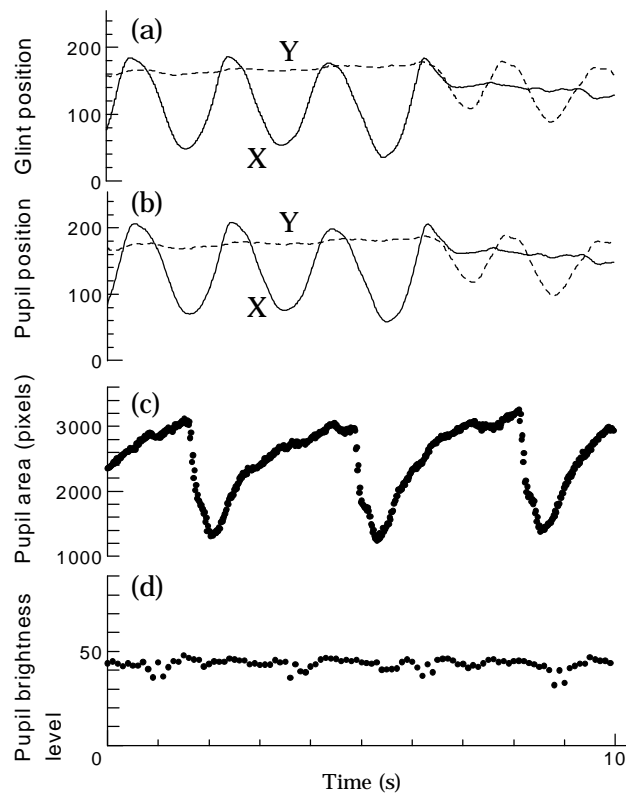 (a)
Y
X
Glint position
200
100
0
(b)
Y
X
Pupil position
200
100
0
(c)
Pupil area (pixels)
3000
2000
1000
(d)
Pupil brightness
level
50
0
10
Time (s)